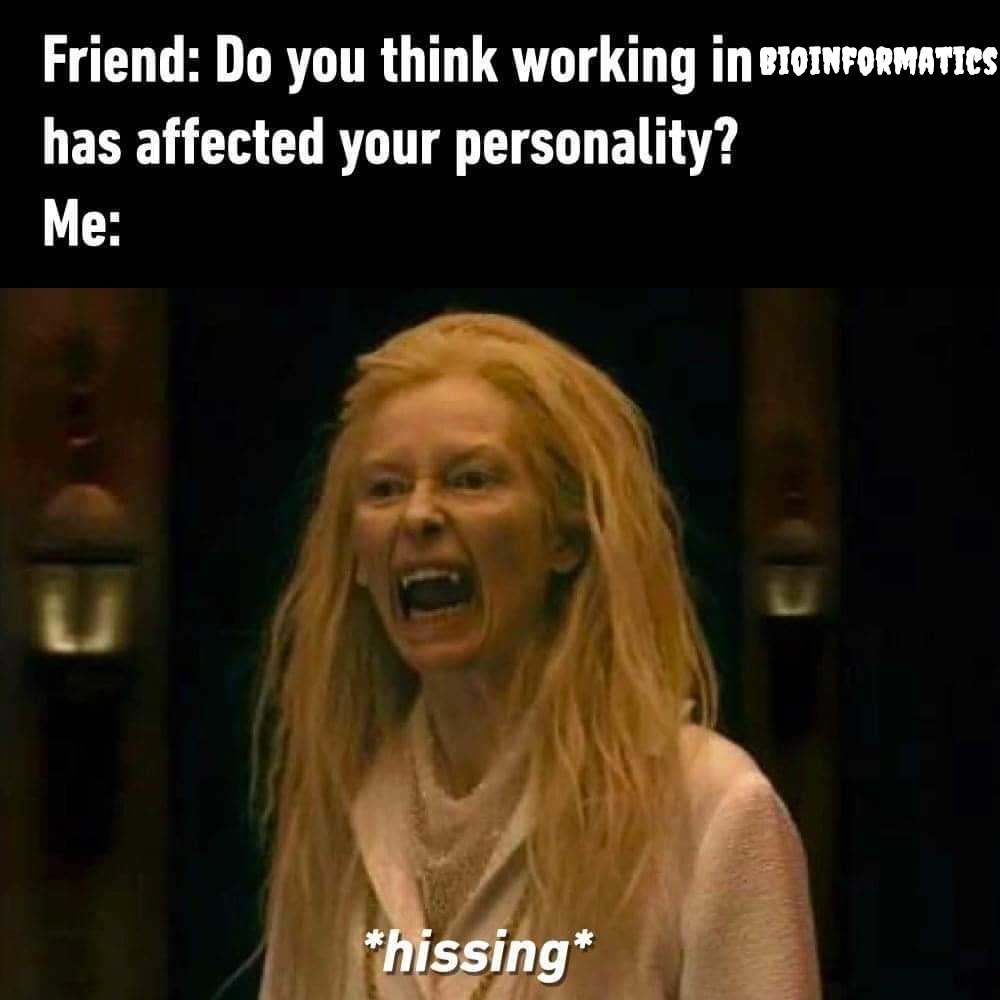 Friend: Do you think working in BIOINFORMATICS
has affected your personality?
Me:
*hissing*